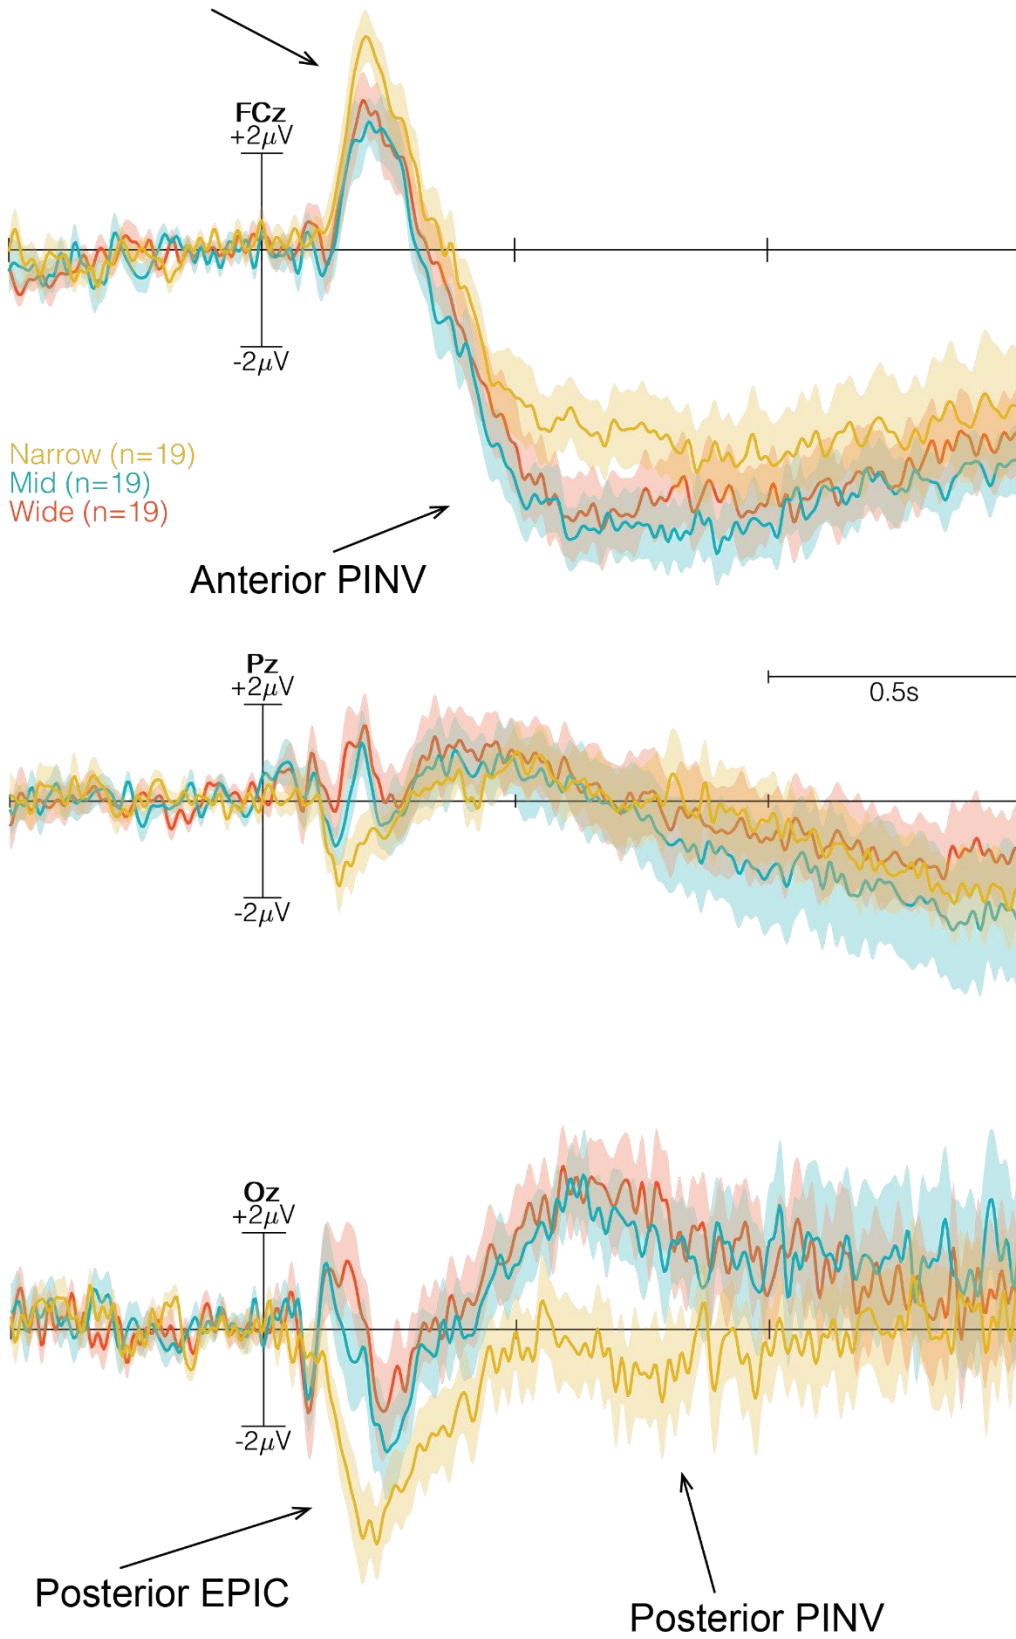 FCz
+2μV
-2μV
Narrow (n=19)
Mid (n=19)
Wide (n=19)
Anterior PINV
Pz
+2μV
0.5s
-2μV
Oz
+2μV
-2μV
Posterior EPIC
Posterior PINV